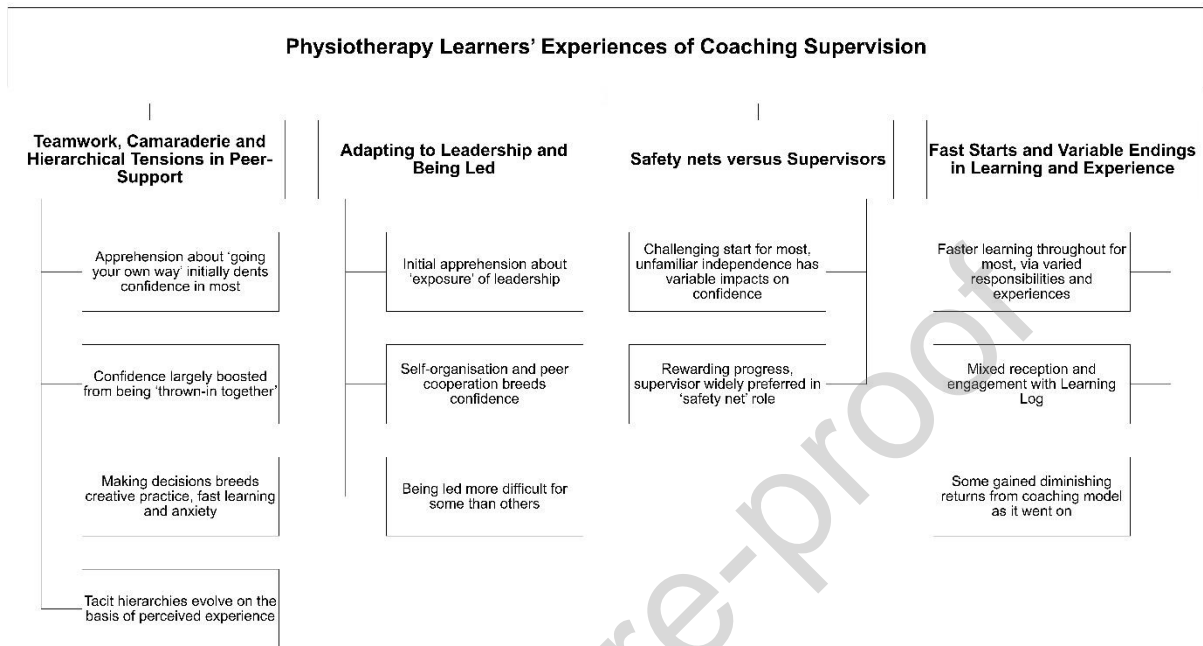 Physiotherapy Learners’ Experiences of Coaching Supervision
Teamwork, Camaraderie and
Hierarchical Tensions in Peer-
Support
Apprehension about ‘going
your own way’ initially dents
confidence in most
Confidence largely boosted
from being ‘thrown-in together’
Making decisions breeds
creative practice, fast learning
and anxiety
Tacit hierarchies evolve on the
basis of perceived experience
Adapting to Leadership and
Being Led
Initial apprehension about
‘exposure’ of leadership
Self-organisation and peer
cooperation breeds
confidence
Being led more difficult for
some than others
Safety nets versus Supervisors
Challenging start for most,
unfamiliar independence has
variable impacts on
confidence
Rewarding progress,
supervisor widely preferred in
‘safety net’ role
Fast Starts and Variable Endings
in Learning and Experience
Faster learning throughout for
most, via varied
responsibilities and
experiences
Mixed reception and
engagement with Learning
Log
Some gained diminishing
returns from coaching model
as it went on
re-proof